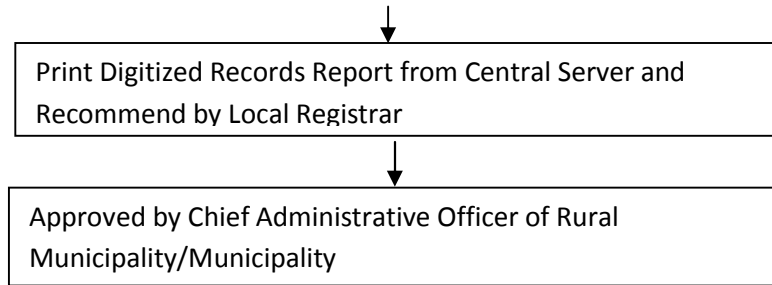 Print Digitized Records Report from Central Server and
Recommend by Local Registrar
Approved by Chief Administrative Officer of Rural
Municipality/Municipality